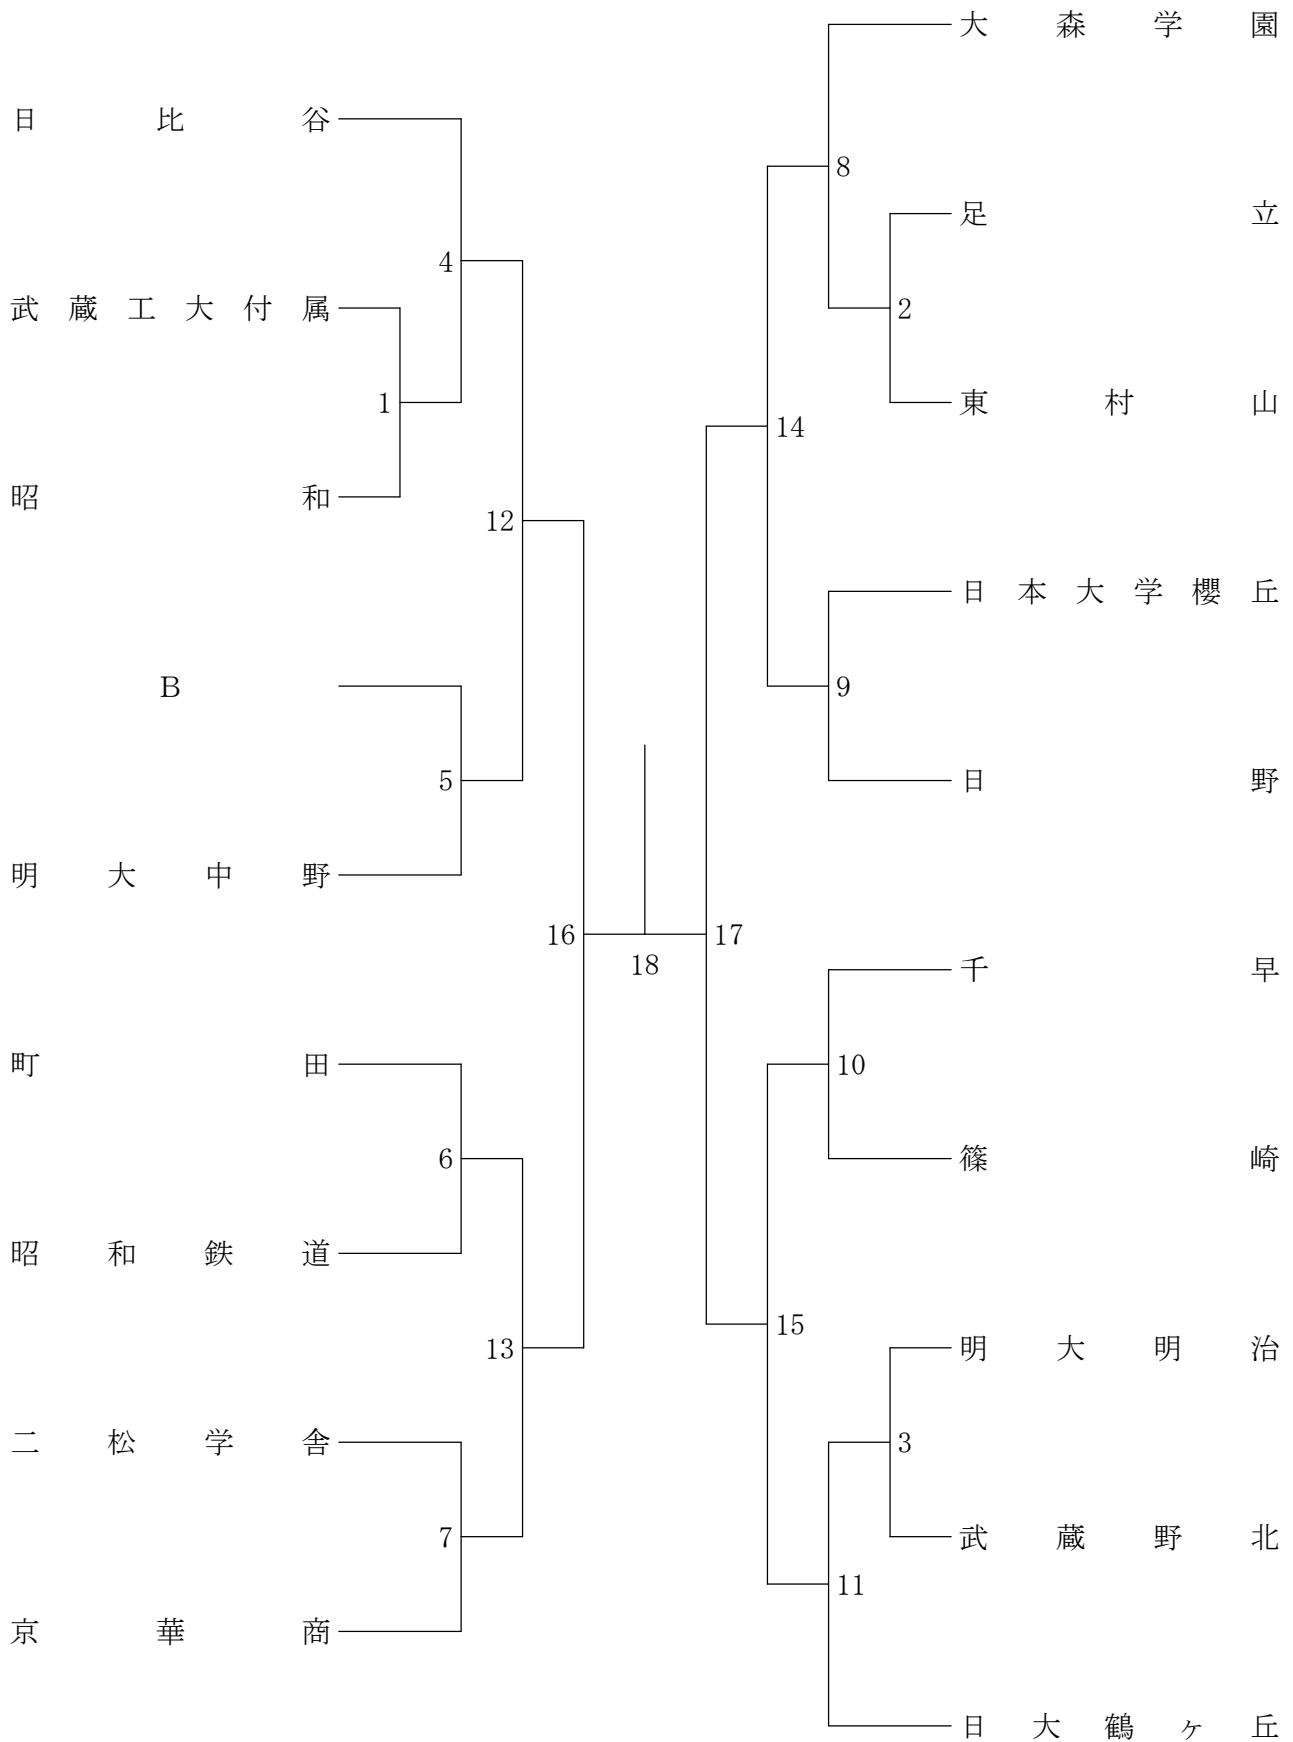 日比谷
4
武蔵工大付属
1
昭和
12
B
5
明大中野
16
町田
6
昭和鉄道
13
二松学舎
7
京華商
18
大森学園
8
足立
2
東村山
14
日本大学櫻丘
9
日野
17
千早
10
篠崎
15
明大明治
3
武蔵野北
11
日大鶴ヶ丘